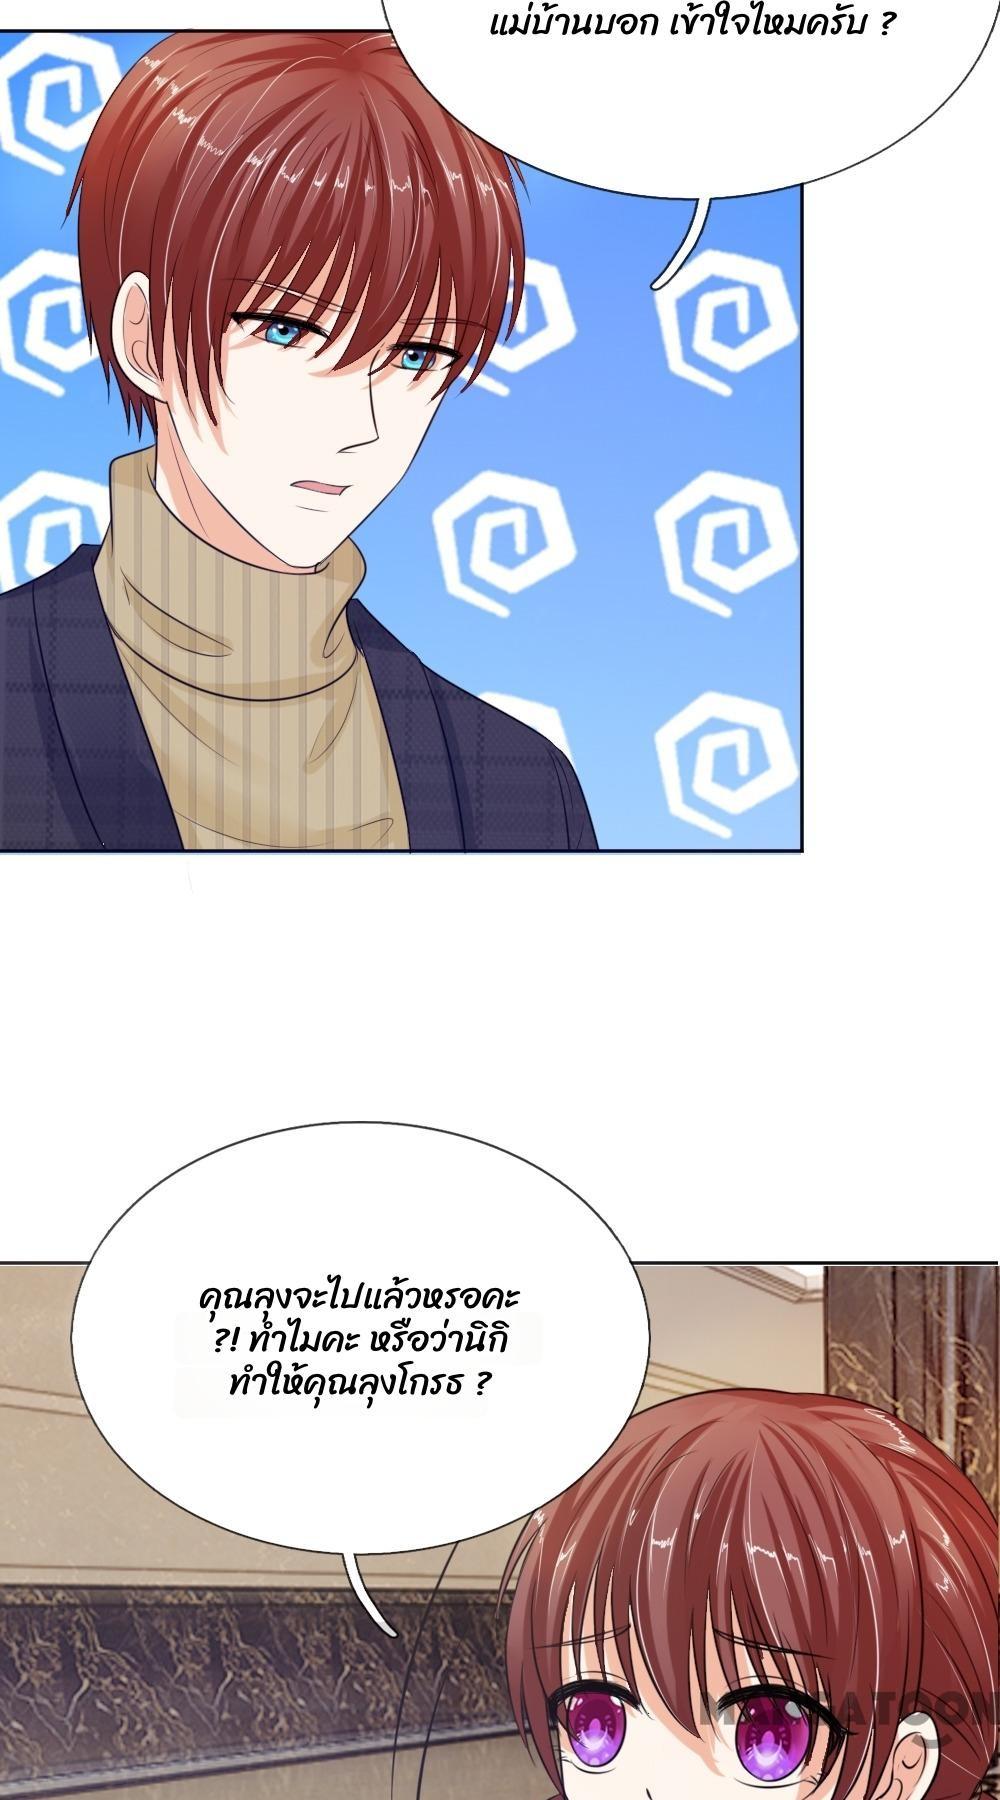 แม่บ้านบอก เข้าใจไหมครับ ?
คุณลุงจะไปแล้วหรอคะ
?! ทำไมคะ หรือว่านิกิ
ทำให้คุณลุงโกรธ ?